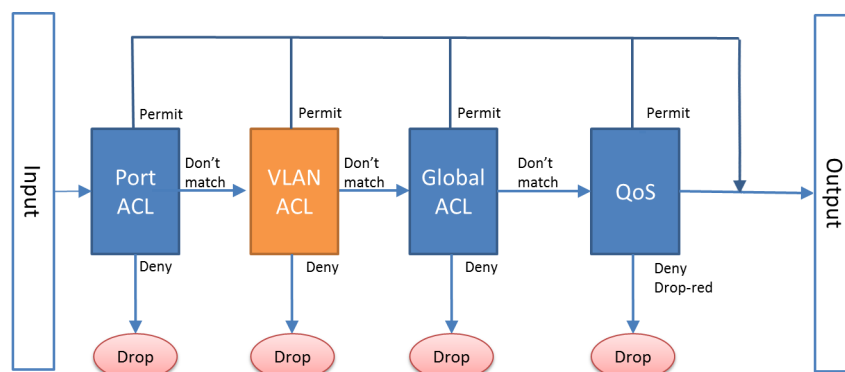 Input
Permit
Permit
Permit
Permit
Port
ACL
Don't
match
VLAN
ACL
Don't
match
Global
ACL
Don't
match
QoS
Output
Deny
Deny
Deny
Deny
Drop-red
Drop
Drop
Drop
Drop